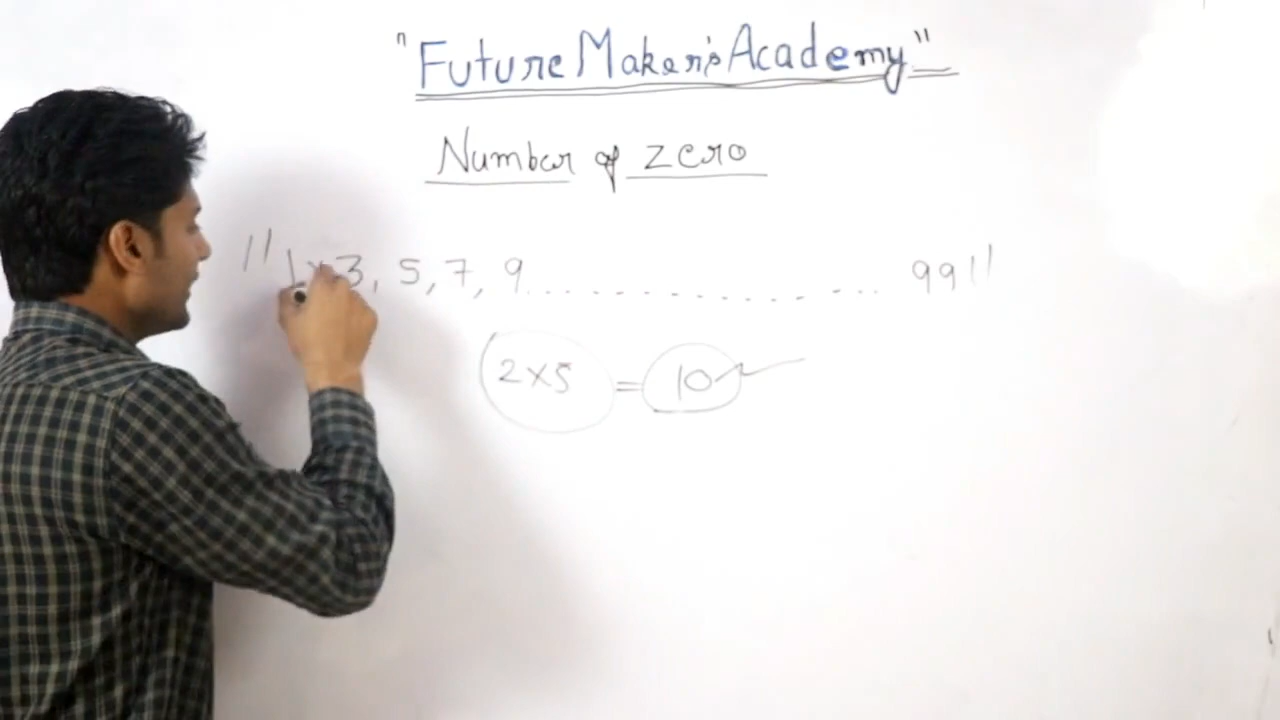 "Future Maker's Academy"
Number of zero
" 1 × 3, 5, 7, 9.................. 99"
2×5 = 10